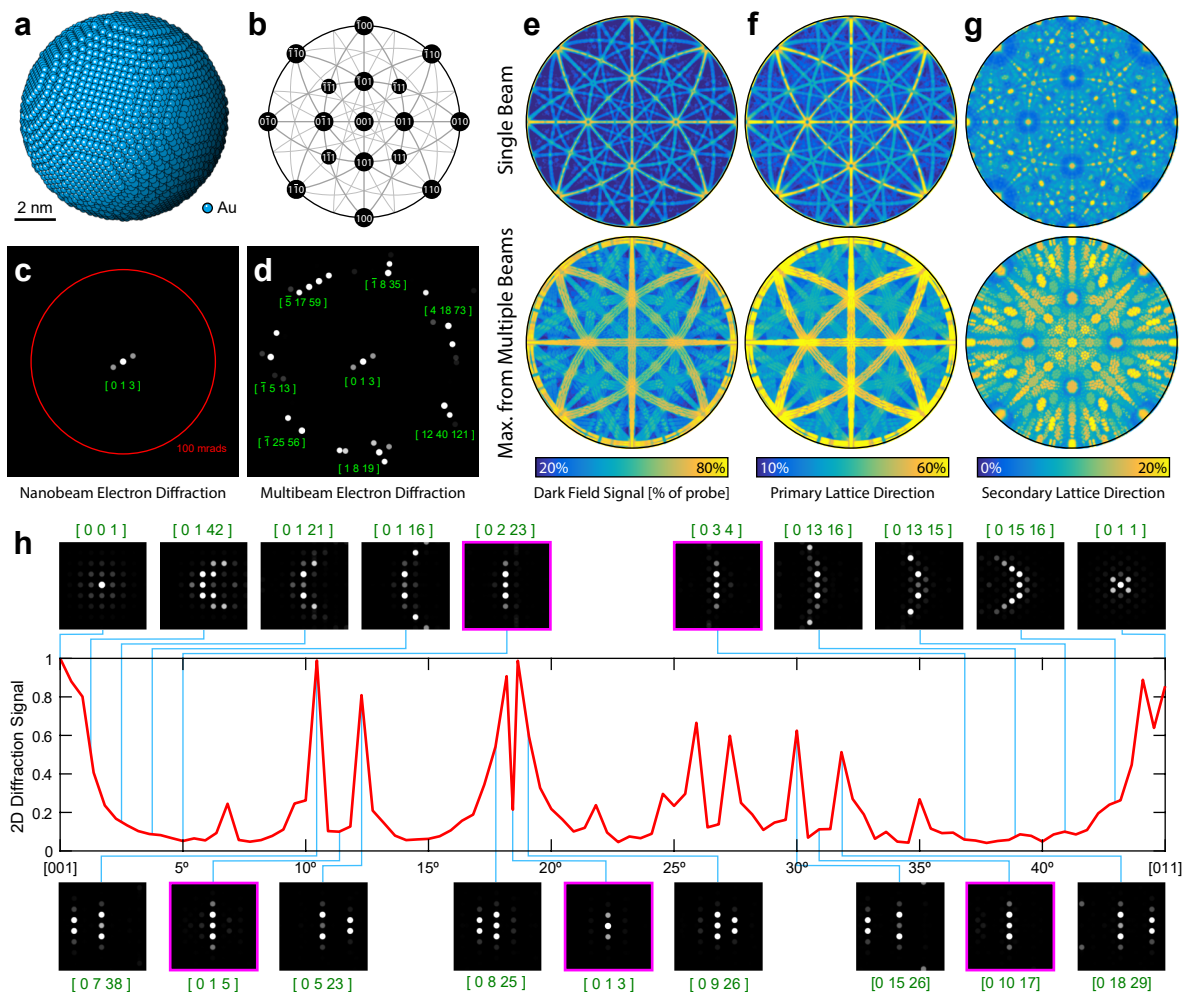 a
b
e
f
g
1̄00
1̄1̄0
1̄10
1̄01
1̄1̄1
1̄11
01̄0
01̄1
001
011
010
11̄1
111
101
11̄0
110
100
2 nm
Au
Single Beam
c
[ 0 1 3 ]
100 mrads
Nanobeam Electron Diffraction
d
[ 5̄ 17 59 ]
[ 1̄ 8 35 ]
[ 4 18 73 ]
[ 0 1 3 ]
[ 1̄ 5 13 ]
[ 1̄ 25 56 ]
[ 12 40 121 ]
[ 1 8 19 ]
Multibeam Electron Diffraction
Max. from Multiple Beams
20% 80%
Dark Field Signal [% of probe]
10% 60%
Primary Lattice Direction
0% 20%
Secondary Lattice Direction
h
[ 0 0 1 ]
[ 0 1 42 ]
[ 0 1 21 ]
[ 0 1 16 ]
[ 0 2 23 ]
[ 0 3 4 ]
[ 0 13 16 ]
[ 0 13 15 ]
[ 0 15 16 ]
[ 0 1 1 ]
2D Diffraction Signal
1
0.8
0.6
0.4
0.2
0
[001] 5º 10º 15º 20º 25º 30º 35º 40º [011]
[ 0 7 38 ]
[ 0 1 5 ]
[ 0 5 23 ]
[ 0 8 25 ]
[ 0 1 3 ]
[ 0 9 26 ]
[0 15 26]
[0 10 17]
[0 18 29]